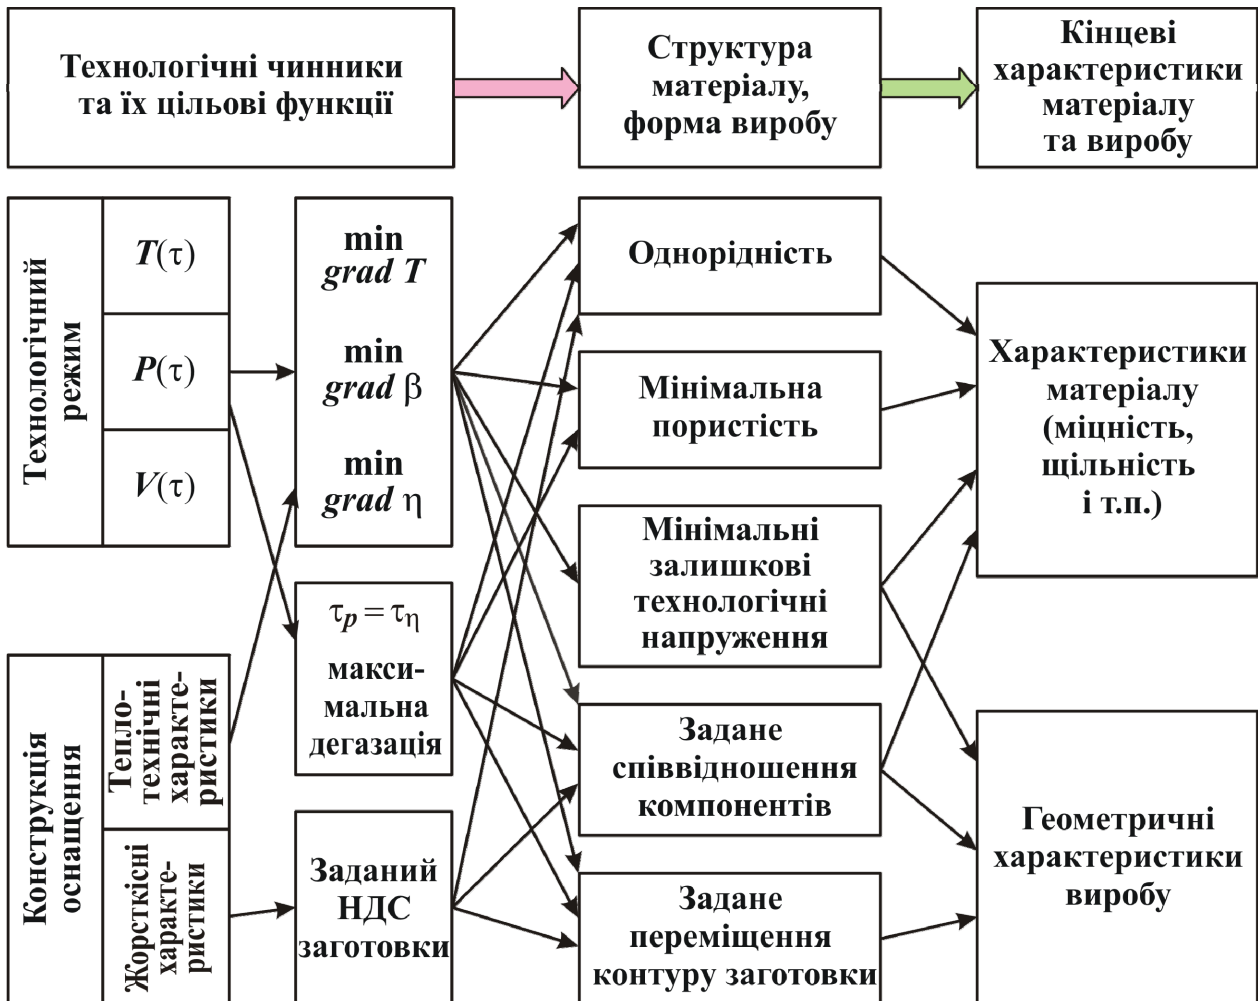 Технологічні чинники
та їх цільові функції
Структура
матеріалу,
форма виробу
Кінцеві
характеристики
матеріалу
та виробу
Технологічний
режим
T(τ)
P(τ)
V(τ)
Конструкція
оснащення
Тепло-
технічні
характе-
ристики
Жорсткісні
характе-
ристики
min
grad T
min
grad β
min
grad η
τp = τη
макси-
мальна
дегазація
Заданий
НДС
заготовки
Однорідність
Мінімальна
пористість
Мінімальні
залишкові
технологічні
напруження
Задане
співвідношення
компонентів
Задане
переміщення
контуру заготовки
Характеристики
матеріалу
(міцність,
щільність
і т.п.)
Геометричні
характеристики
виробу